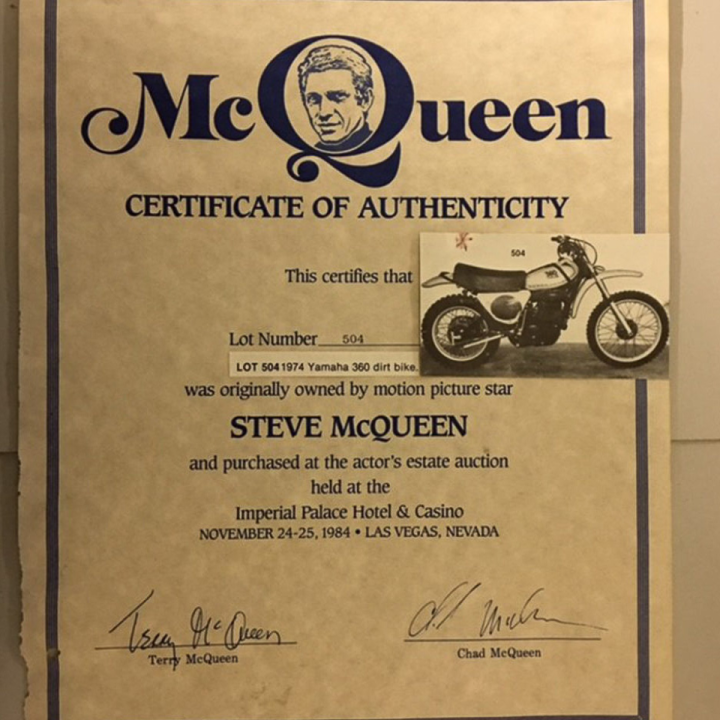 McQueen
CERTIFICATE OF AUTHENTICITY
This certifies that
504
Lot Number 504
LOT 504 1974 Yamaha 360 dirt bike.
was originally owned by motion picture star
STEVE McQUEEN
and purchased at the actor's estate auction
held at the
Imperial Palace Hotel & Casino
NOVEMBER 24-25, 1984 • LAS VEGAS, NEVADA
Terry McQueen
Terry McQueen
Chad McQueen